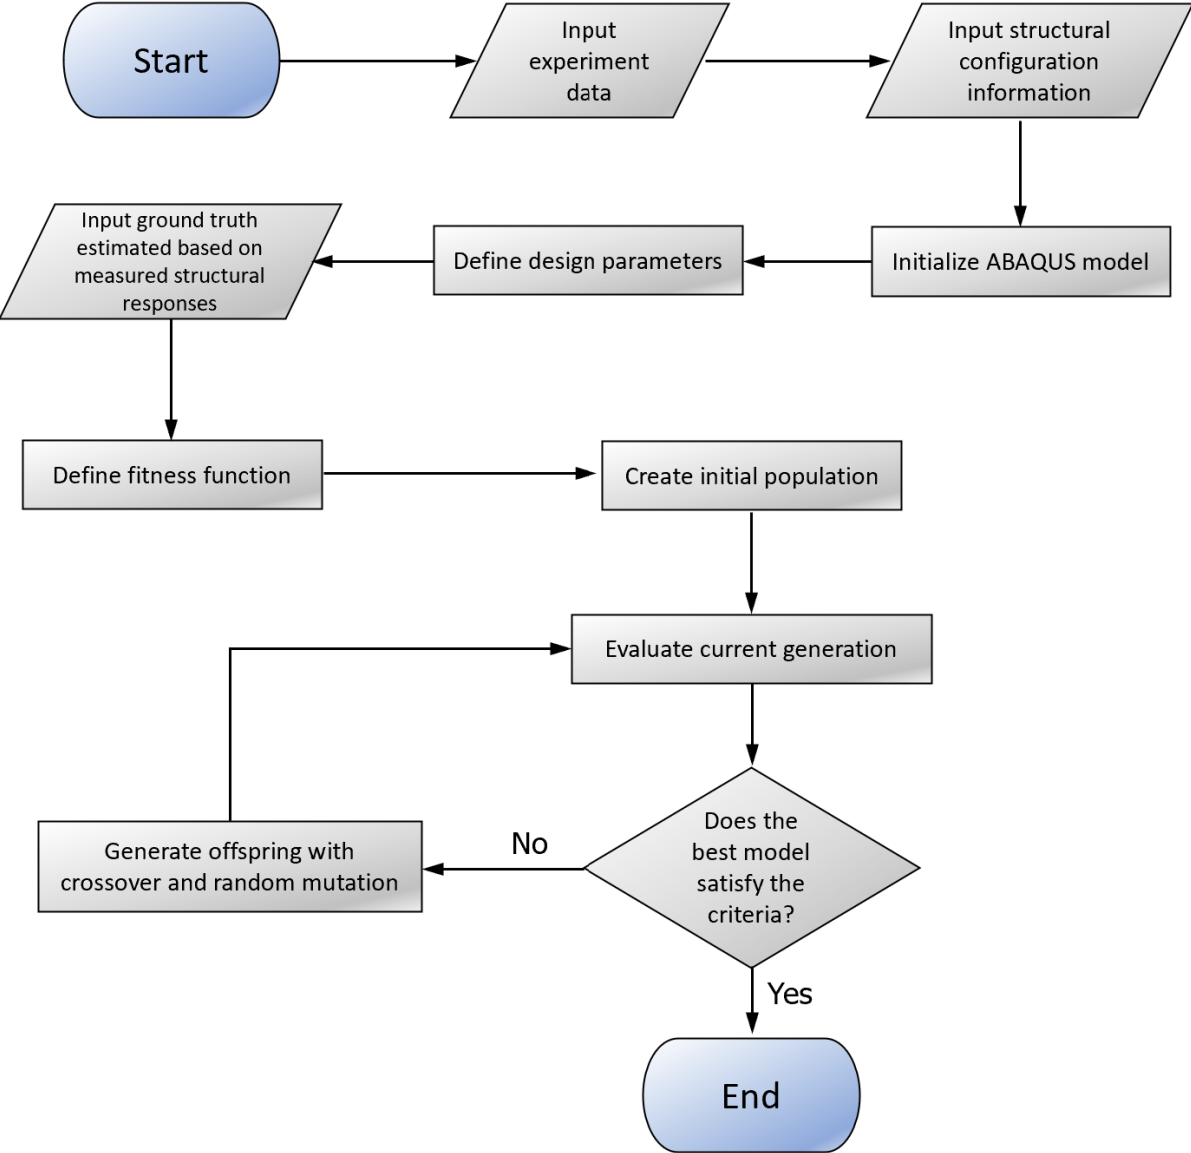 Start
Input
experiment
data
Input structural
configuration
information
Input ground truth
estimated based on
measured structural
responses
Define design parameters
Initialize ABAQUS model
Define fitness function
Create initial population
Evaluate current generation
Generate offspring with
crossover and random mutation
No
Does the
best model
satisfy the
criteria?
Yes
End